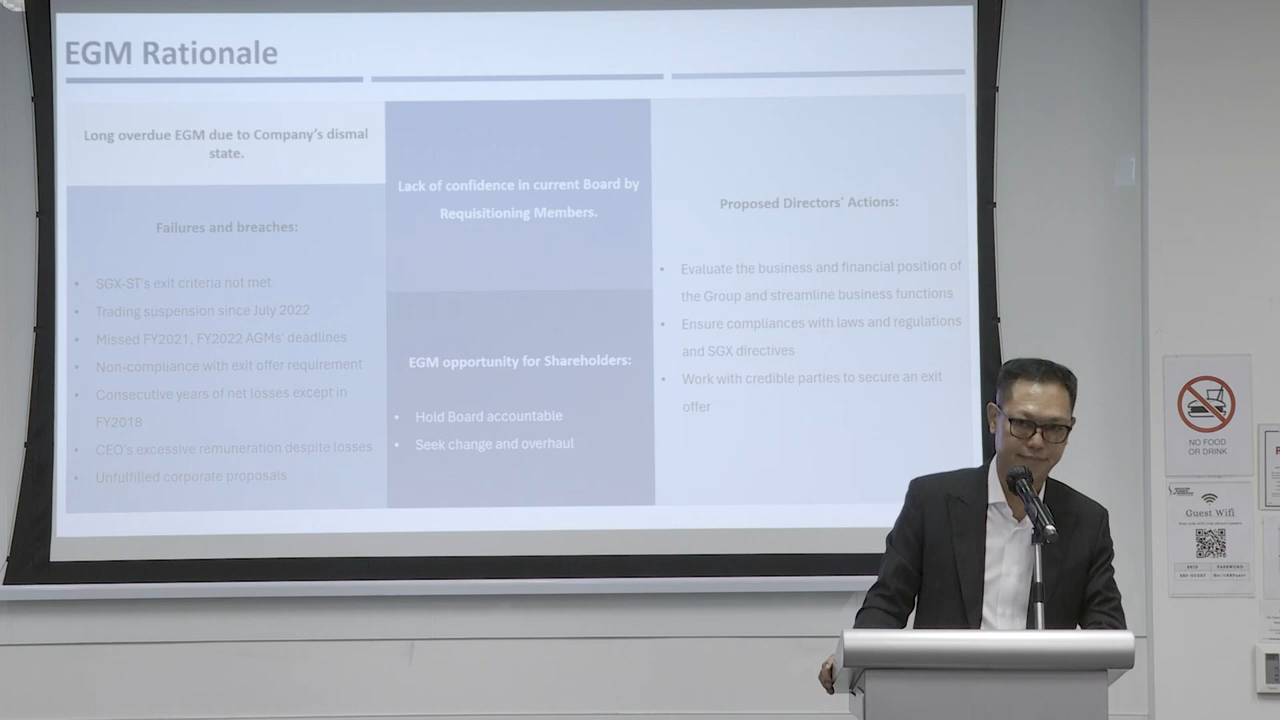 EGM Rationale
Long overdue EGM due to Company's dismal
state.
Failures and breaches:
• SGX-ST's exit criteria not met
• Trading suspension since July 2022
• Missed FY2021, FY2022 AGMs' deadlines
• Non-compliance with exit offer requirement
• Consecutive years of net losses except in
FY2018
• CEO's excessive remuneration despite losses
• Unfulfilled corporate proposals
Lack of confidence in current Board by
Requisitioning Members.
EGM opportunity for Shareholders:
• Hold Board accountable
• Seek change and overhaul
Proposed Directors' Actions:
• Evaluate the business and financial position of
the Group and streamline business functions
• Ensure compliances with laws and regulations
and SGX directives
• Work with credible parties to secure an exit
offer
NO FOOD
OR DRINK
Guest Wifi
SSID PASSWORD